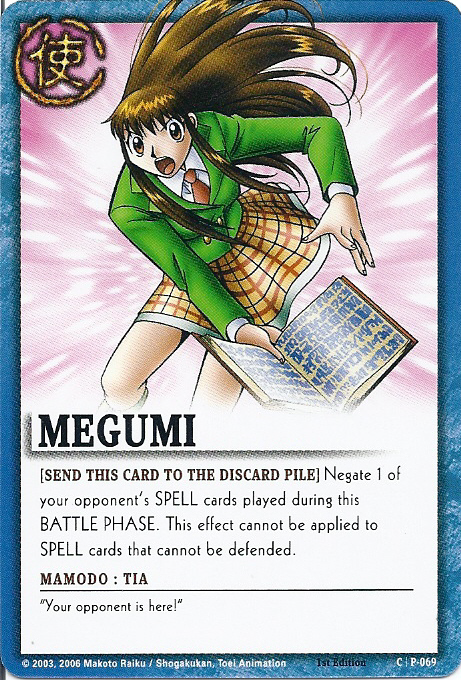 使
MEGUMI
[SEND THIS CARD TO THE DISCARD PILE] Negate 1 of
your opponent's SPELL cards played during this
BATTLE PHASE. This effect cannot be applied to
SPELL cards that cannot be defended.
MAMODO : TIA
"Your opponent is here!"
© 2003, 2006 Makoto Raiku / Shogakukan, Toei Animation 1st Edition C | P-069